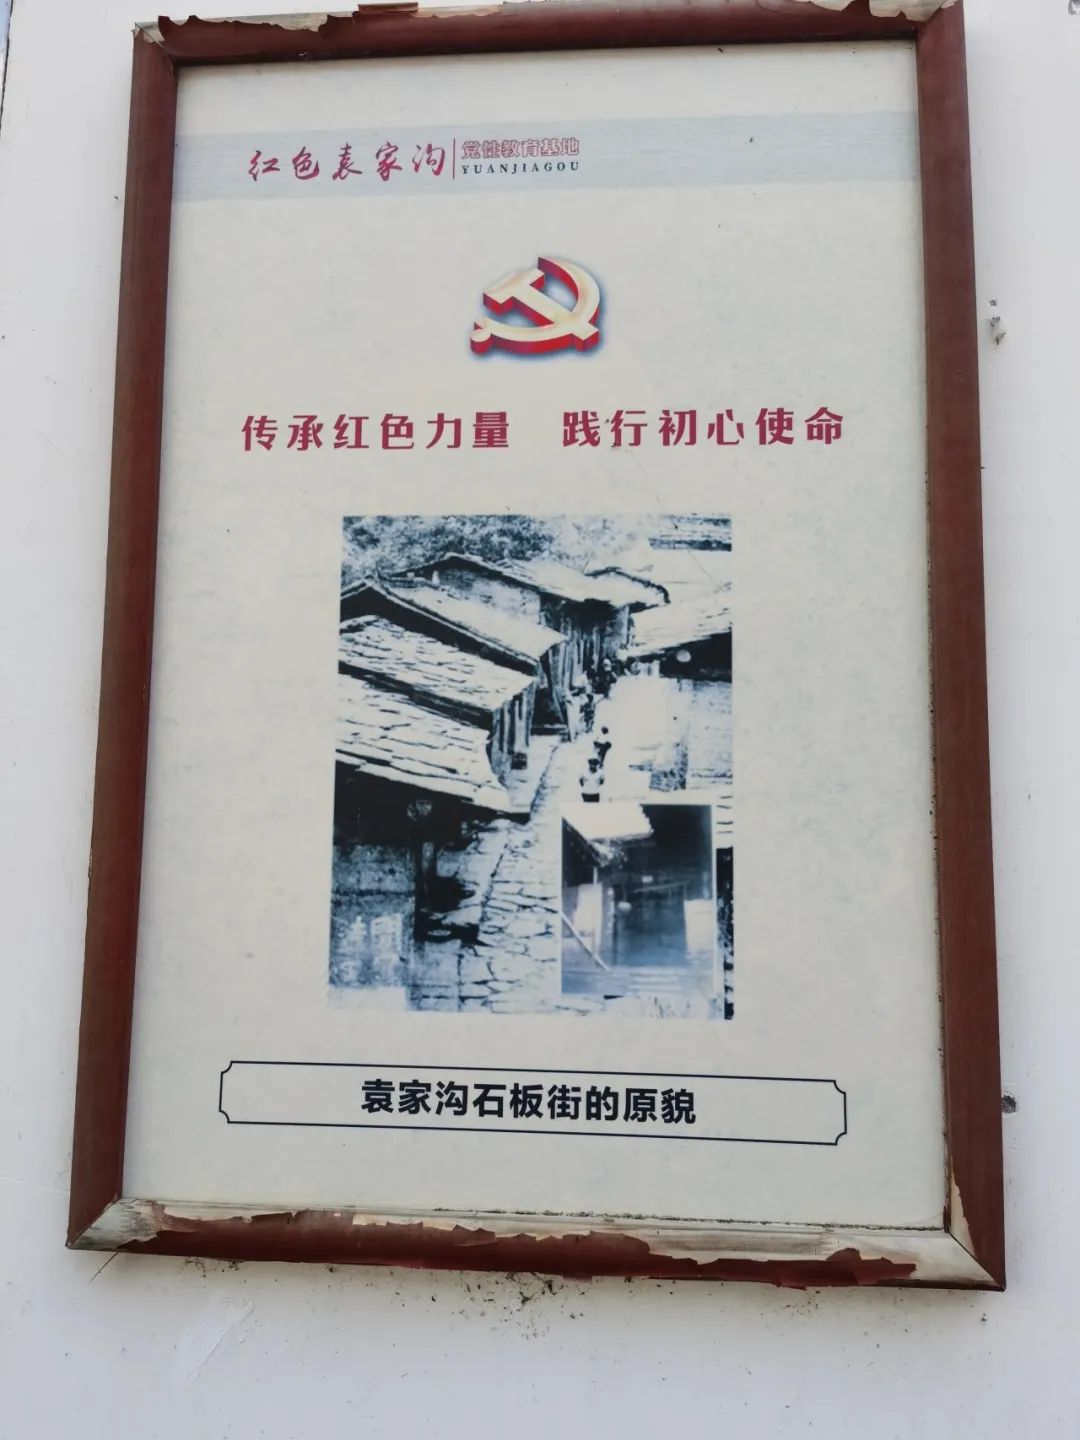 红色袁家沟 党性教育基地
YUANJIAGOU
传承红色力量 践行初心使命
袁家沟石板街的原貌